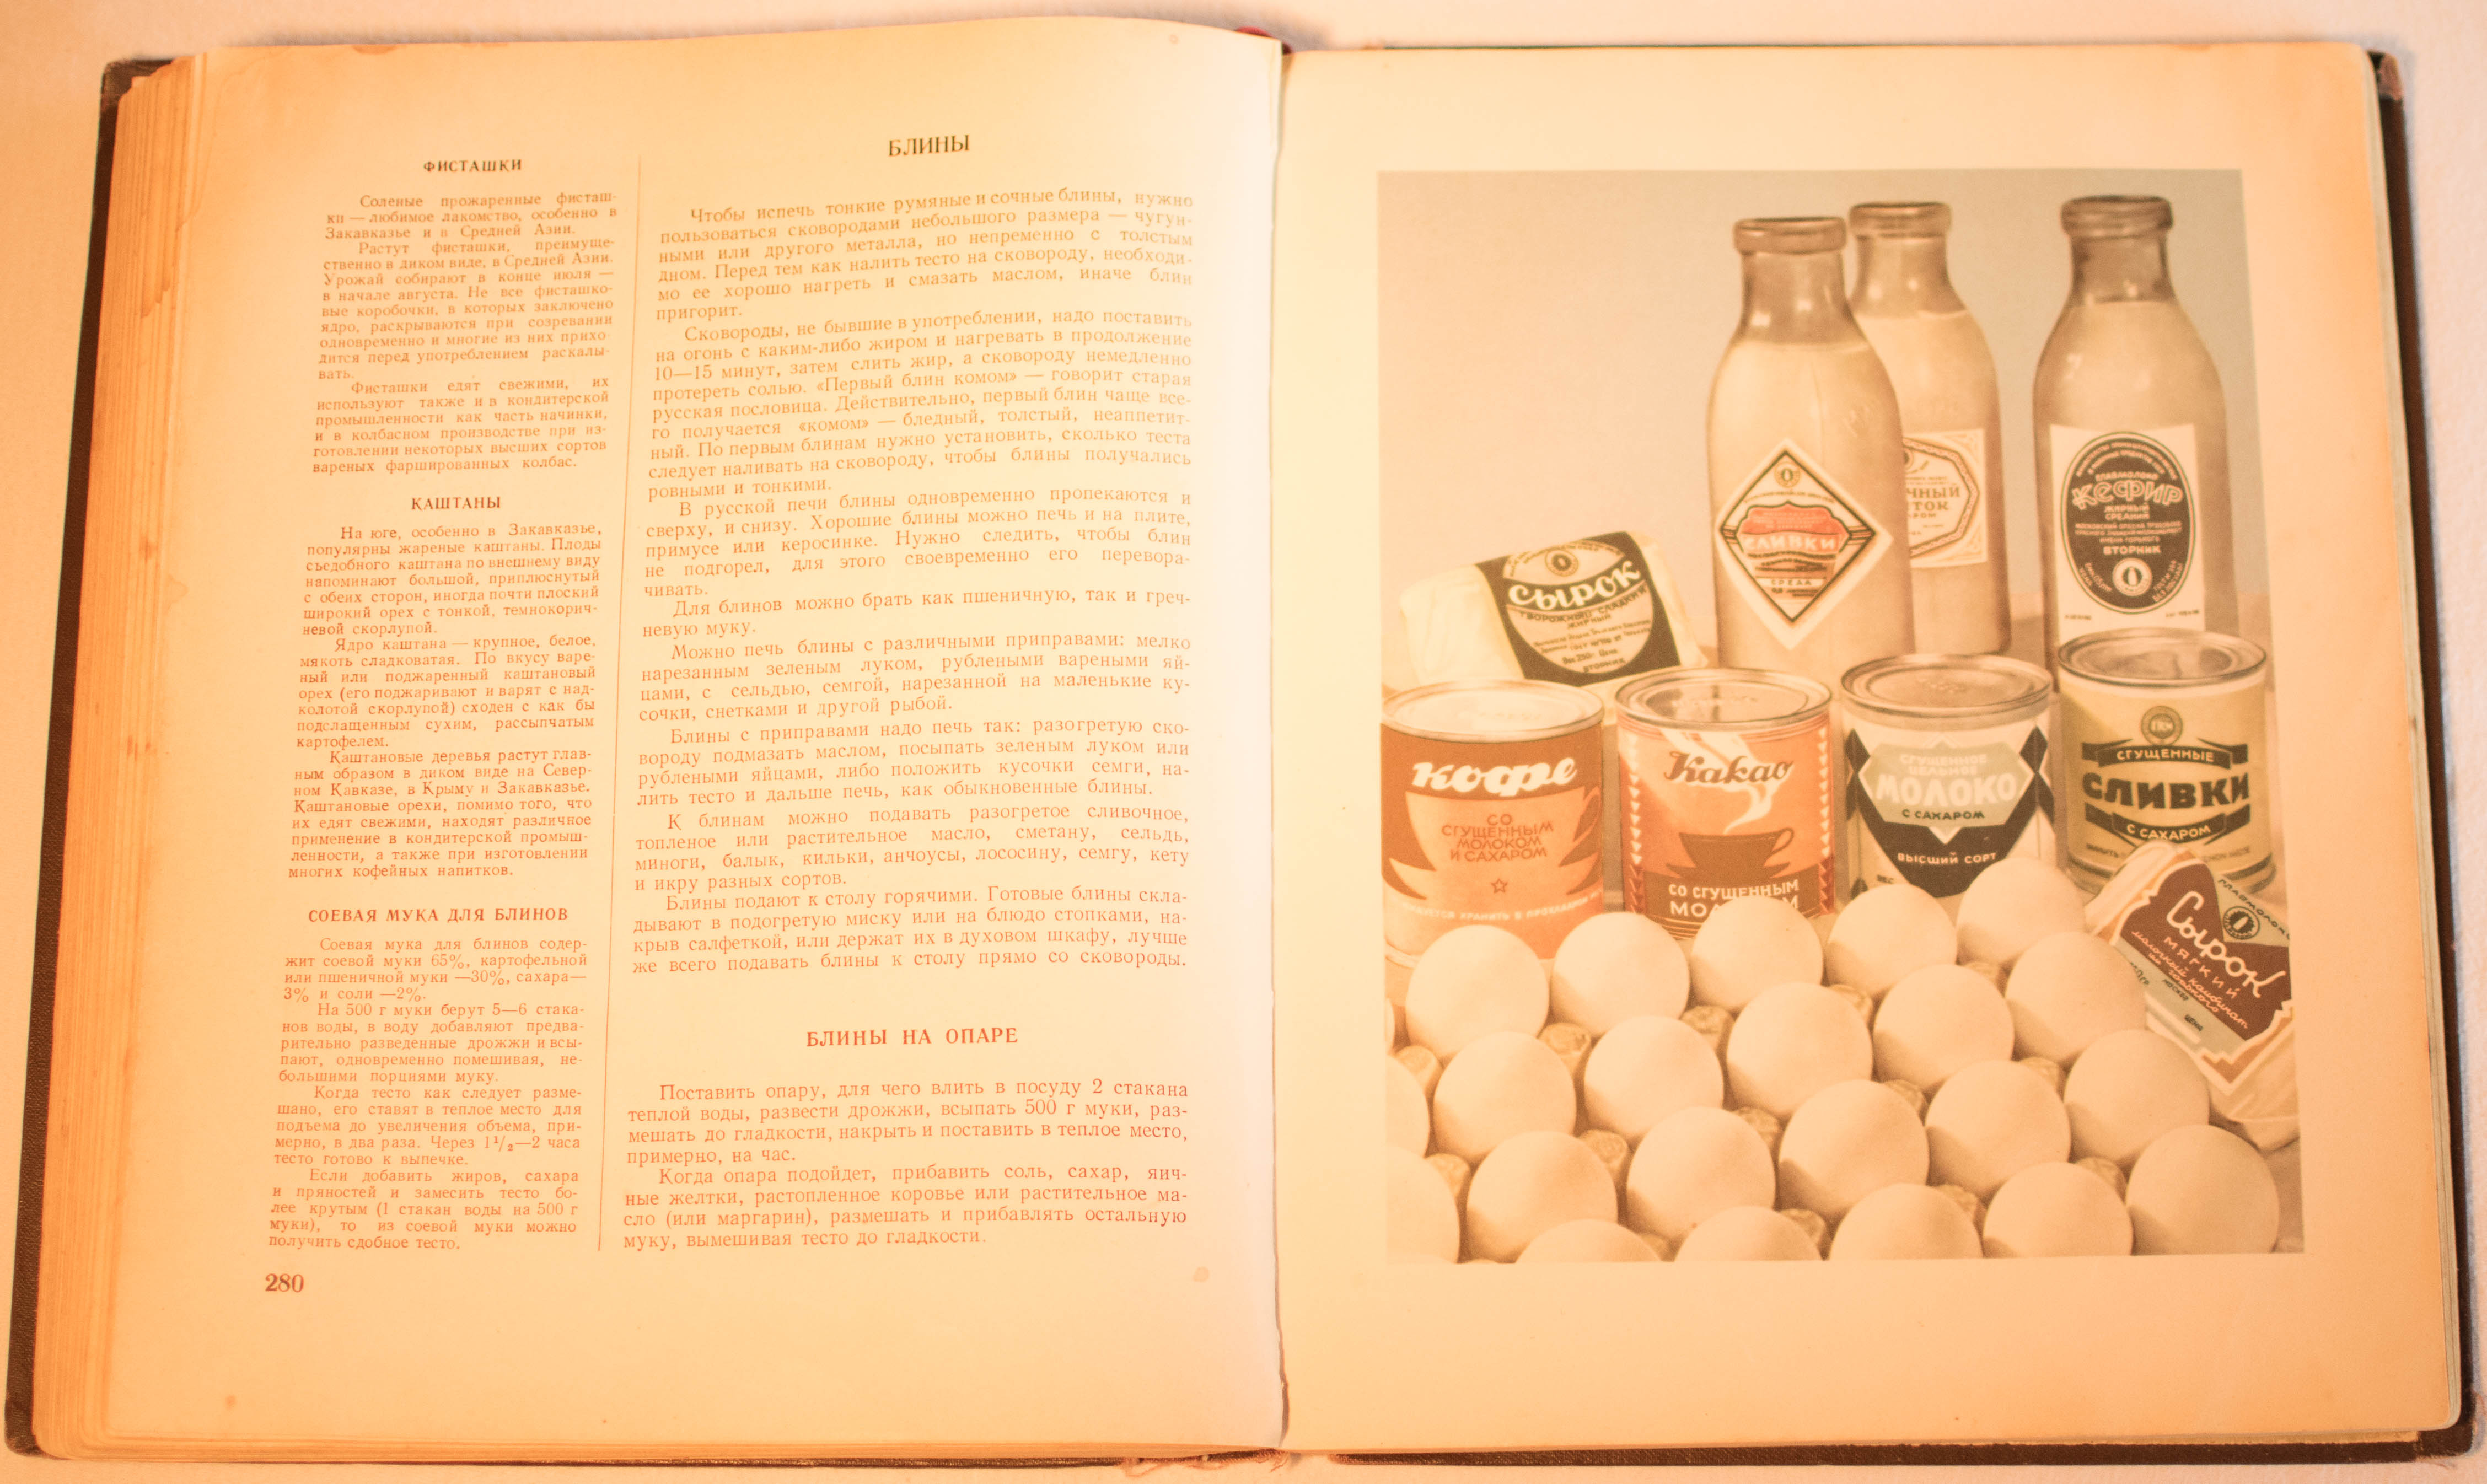 ФИСТАШКИ
Соленые прожаренные фисташ-
ки — любимое лакомство, особенно в
Закавказье и в Средней Азии.
Растут фисташки, преимуще-
ственно в диком виде, в Средней Азии.
Урожай собирают в конце июля —
в начале августа. Не все фисташко-
вые коробочки, в которых заключено
ядро, раскрываются при созревании
одновременно и многие из них прихо-
дится перед употреблением раскалы-
вать.
Фисташки едят свежими, их
используют также и в кондитерской
промышленности как часть начинки,
и в колбасном производстве при из-
готовлении некоторых высших сортов
вареных фаршированных колбас.
КАШТАНЫ
На юге, особенно в Закавказье,
популярны жареные каштаны. Плоды
съедобного каштана по внешнему виду
напоминают большой, приплюснутый
с обеих сторон, иногда почти плоский
широкий орех с тонкой, темнокорич-
невой скорлупой.
Ядро каштана — крупное, белое,
мякоть сладковатая. По вкусу варе-
ный или поджаренный каштановый
орех (его поджаривают и варят с над-
колотой скорлупой) сходен с как бы
подслащенным сухим, рассыпчатым
картофелем.
Каштановые деревья растут глав-
ным образом в диком виде на Север-
ном Кавказе, в Крыму и Закавказье.
Каштановые орехи, помимо того, что
их едят свежими, находят различное
применение в кондитерской промыш-
ленности, а также при изготовлении
многих кофейных напитков.
СОЕВАЯ МУКА ДЛЯ БЛИНОВ
Соевая мука для блинов содер-
жит соевой муки 65%, картофельной
или пшеничной муки —30%, сахара—
3% и соли —2%.
На 500 г муки берут 5—6 стака-
нов воды, в воду добавляют предва-
рительно разведенные дрожжи и всы-
пают, одновременно помешивая, не-
большими порциями муку.
Когда тесто как следует разме-
шано, его ставят в теплое место для
подъема до увеличения объема, при-
мерно, в два раза. Через 1 1/2—2 часа
тесто готово к выпечке.
Если добавить жиров, сахара
и пряностей и замесить тесто бо-
лее крутым (1 стакан воды на 500 г
муки), то из соевой муки можно
получить сдобное тесто.
280
БЛИНЫ
Чтобы испечь тонкие румяные и сочные блины, нужно
пользоваться сковородами небольшого размера — чугун-
ными или другого металла, но непременно с толстым
дном. Перед тем как налить тесто на сковороду, необходи-
мо ее хорошо нагреть и смазать маслом, иначе блин
пригорит.
Сковороды, не бывшие в употреблении, надо поставить
на огонь с каким-либо жиром и нагревать в продолжение
10—15 минут, затем слить жир, а сковороду немедленно
протереть солью. «Первый блин комом» — говорит старая
русская пословица. Действительно, первый блин чаще все-
го получается «комом» — бледный, толстый, неаппетит-
ный. По первым блинам нужно установить, сколько теста
следует наливать на сковороду, чтобы блины получались
ровными и тонкими.
В русской печи блины одновременно пропекаются и
сверху, и снизу. Хорошие блины можно печь и на плите,
примусе или керосинке. Нужно следить, чтобы блин
не подгорел, для этого своевременно его перевора-
чивать.
Для блинов можно брать как пшеничную, так и греч-
невую муку.
Можно печь блины с различными приправами: мелко
нарезанным зеленым луком, рублеными вареными яй-
цами, с сельдью, семгой, нарезанной на маленькие ку-
сочки, снетками и другой рыбой.
Блины с приправами надо печь так: разогретую ско-
вороду подмазать маслом, посыпать зеленым луком или
рублеными яйцами, либо положить кусочки семги, на-
лить тесто и дальше печь, как обыкновенные блины.
К блинам можно подавать разогретое сливочное,
топленое или растительное масло, сметану, сельдь,
миноги, балык, кильки, анчоусы, лососину, семгу, кету
и икру разных сортов.
Блины подают к столу горячими. Готовые блины скла-
дывают в подогретую миску или на блюдо стопками, на-
крыв салфеткой, или держат их в духовом шкафу, лучше
же всего подавать блины к столу прямо со сковороды.
БЛИНЫ НА ОПАРЕ
Поставить опару, для чего влить в посуду 2 стакана
теплой воды, развести дрожжи, всыпать 500 г муки, раз-
мешать до гладкости, накрыть и поставить в теплое место,
примерно, на час.
Когда опара подойдет, прибавить соль, сахар, яич-
ные желтки, растопленное коровье или растительное ма-
сло (или маргарин), размешать и прибавлять остальную
муку, вымешивая тесто до гладкости.
СЛИВКИ
СРЕДА
ЧНЫЙ
ТОК
ГЛАВМОЛОКО
КЕФИР
ЖИРНЫЙ
СРЕДНИЙ
ВТОРНИК
СЫРОК
ТВОРОЖНЫЙ СЛАДКИЙ
ЖИРНЫЙ
ВТОРНИК
кофе
СО
СГУЩЕННЫМ
МОЛОКОМ
И САХАРОМ
Какао
СО СГУЩЕННЫМ
СГУЩЕННОЕ
ЦЕЛЬНОЕ
МОЛОКО
С САХАРОМ
ВЫСШИЙ СОРТ
СГУЩЕННЫЕ
СЛИВКИ
С САХАРОМ
ГЛАВМОЛОКО
Сырок
МЯГКИЙ
молочный комбинат
им. Горького
МОСКВА
ЦЕНА